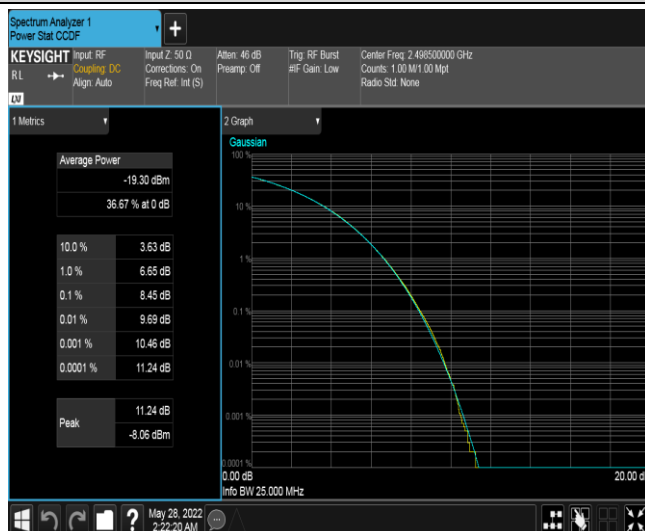 Spectrum Analyzer 1
Power Stat CCDF
+
KEYSIGHT
RL
LXI
Input: RF
Coupling: DC
Align: Auto
Input Z: 50 Ω
Corrections: On
Freq Ref: Int (S)
Atten: 46 dB
Preamp: Off
Trig: RF Burst
#IF Gain: Low
Center Freq: 2.498500000 GHz
Counts: 1.00 M/1.00 Mpt
Radio Std: None
1 Metrics
Average Power
-19.30 dBm
36.67 % at 0 dB
10.0 % 3.63 dB
1.0 % 6.65 dB
0.1 % 8.45 dB
0.01 % 9.69 dB
0.001 % 10.46 dB
0.0001 % 11.24 dB
Peak
11.24 dB
-8.06 dBm
2 Graph
Gaussian
100 %
10 %
1 %
0.1 %
0.01 %
0.001 %
0.0001 %
0.00 dB 20.00 d
Info BW 25.000 MHz
?
May 28, 2022
2:22:20 AM